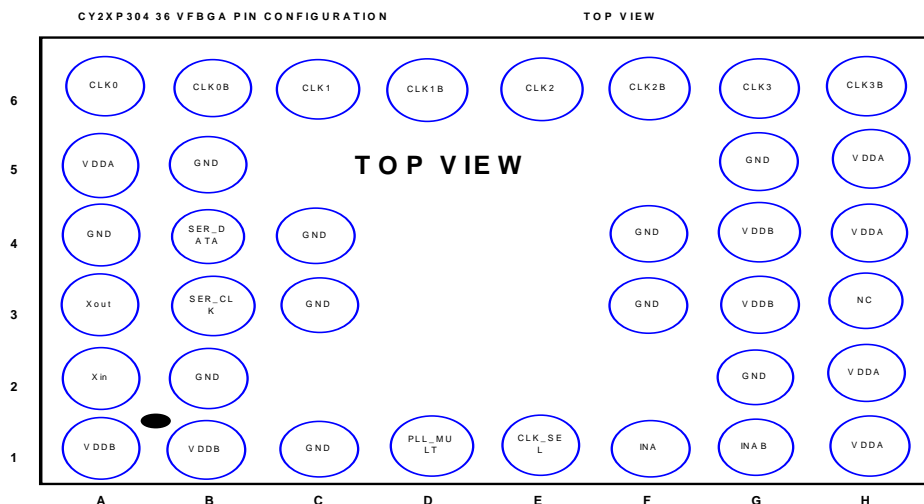 CY2XP304 36 VFBGA PIN CONFIGURATION TOP VIEW
6 CLK0 CLK0B CLK1 CLK1B CLK2 CLK2B CLK3 CLK3B
5 VDDA GND TOP VIEW GND VDDA
4 GND SER_D
ATA GND GND VDDB VDDA
3 Xout SER_CL
K GND GND VDDB NC
2 Xin GND GND VDDA
1 VDDB VDDB GND PLL_MU
LT CLK_SE
L INA INAB VDDA
A B C D E F G H